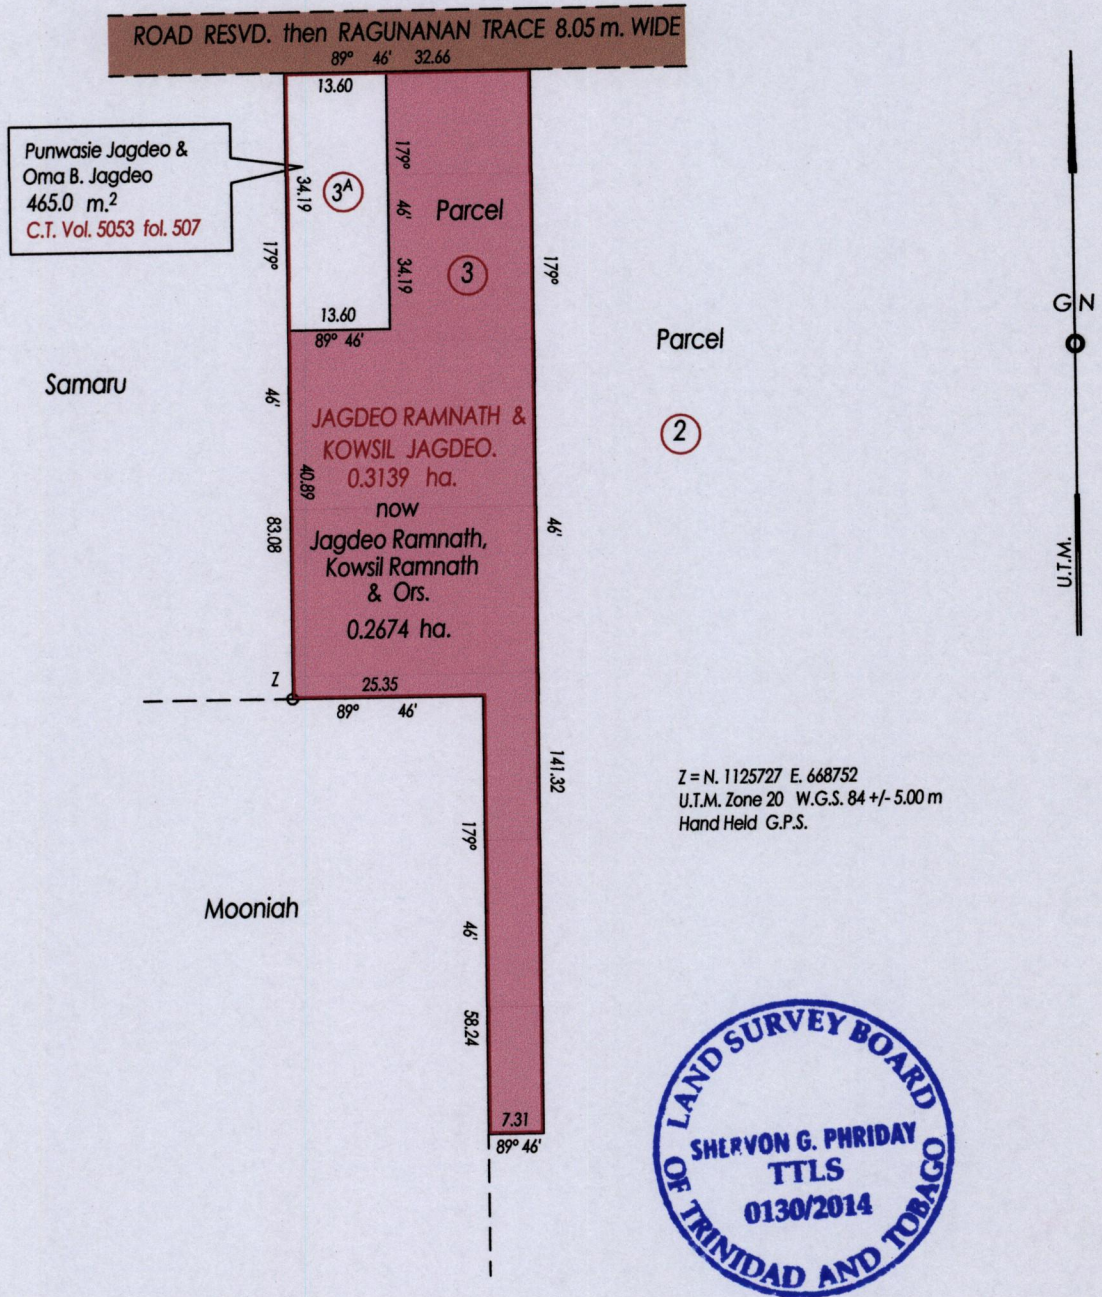 ROAD RESVD. then RAGUNANAN TRACE 8.05 m. WIDE
89° 46' 32.66
13.60
Punwasie Jagdeo &
Oma B. Jagdeo
465.0 m.²
C.T. Vol. 5053 fol. 507
34.19
3A
179° 46' 34.19
Parcel
3
13.60
89° 46'
179° 46' 83.08
40.89
179° 46' 141.32
Samaru
Parcel
2
G N
U.T.M.
JAGDEO RAMNATH &
KOWSIL JAGDEO.
0.3139 ha.
now
Jagdeo Ramnath,
Kowsil Ramnath
& Ors.
0.2674 ha.
Z
25.35
89° 46'
Z = N. 1125727 E. 668752
U.T.M. Zone 20 W.G.S. 84 +/- 5.00 m
Hand Held G.P.S.
179° 46' 58.24
Mooniah
7.31
89° 46'
LAND SURVEY BOARD
SHERVON G. PHRIDAY
TTLS
0130/2014
OF TRINIDAD AND TOBAGO